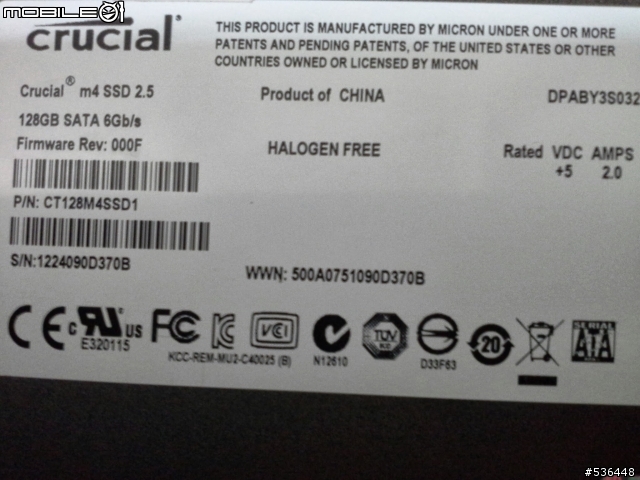 MOBILE01
crucial
THIS PRODUCT IS MANUFACTURED BY MICRON UNDER ONE OR MORE
PATENTS AND PENDING PATENTS, OF THE UNITED STATES OR OTHER
COUNTRIES OWNED OR LICENSED BY MICRON
Crucial® m4 SSD 2.5
Product of CHINA
DPABY3S032
128GB SATA 6Gb/s
Firmware Rev: 000F
HALOGEN FREE
Rated VDC AMPS
+5 2.0
P/N: CT128M4SSD1
S/N:1224090D370B
WWN: 500A0751090D370B
CE c RU US FC VCI TUV 20 SERIAL ATA
E320115
KCC-REM-MU2-C40025 (B)
N12610
D33F63
#536448